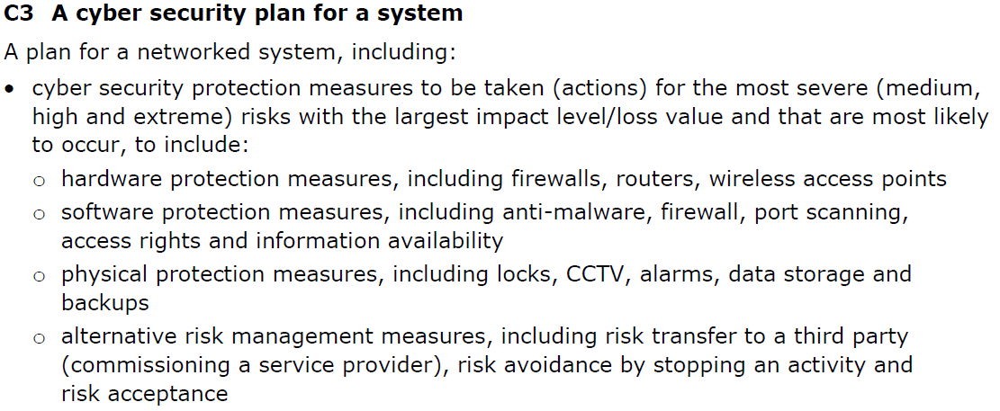 C3 A cyber security plan for a system
A plan for a networked system, including:
• cyber security protection measures to be taken (actions) for the most severe (medium,
high and extreme) risks with the largest impact level/loss value and that are most likely
to occur, to include:
o hardware protection measures, including firewalls, routers, wireless access points
o software protection measures, including anti-malware, firewall, port scanning,
access rights and information availability
o physical protection measures, including locks, CCTV, alarms, data storage and
backups
o alternative risk management measures, including risk transfer to a third party
(commissioning a service provider), risk avoidance by stopping an activity and
risk acceptance